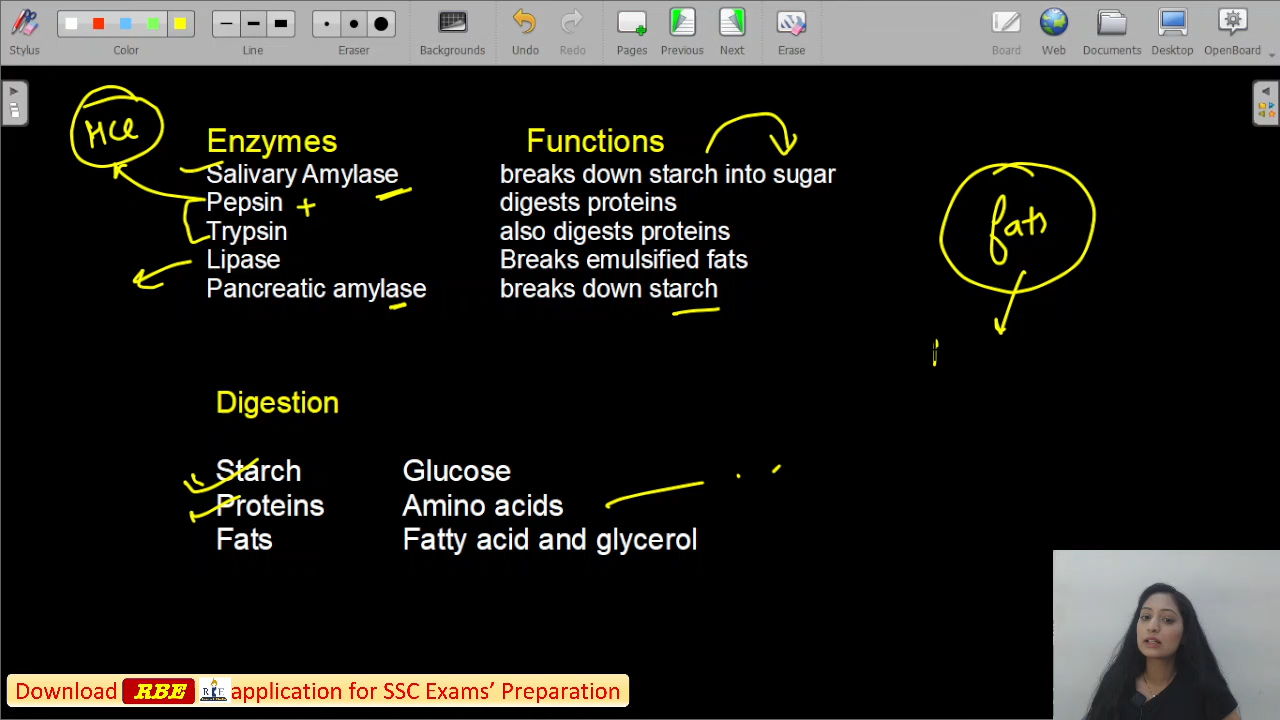 Stylus Color Line Eraser Backgrounds Undo Redo Pages Previous Next Erase Board Web Documents Desktop OpenBoard
HCl
Enzymes Functions
Salivary Amylase breaks down starch into sugar
Pepsin + digests proteins
Trypsin also digests proteins
Lipase Breaks emulsified fats
Pancreatic amylase breaks down starch
fats
Digestion
Starch Glucose
Proteins Amino acids
Fats Fatty acid and glycerol
Download RBE application for SSC Exams’ Preparation